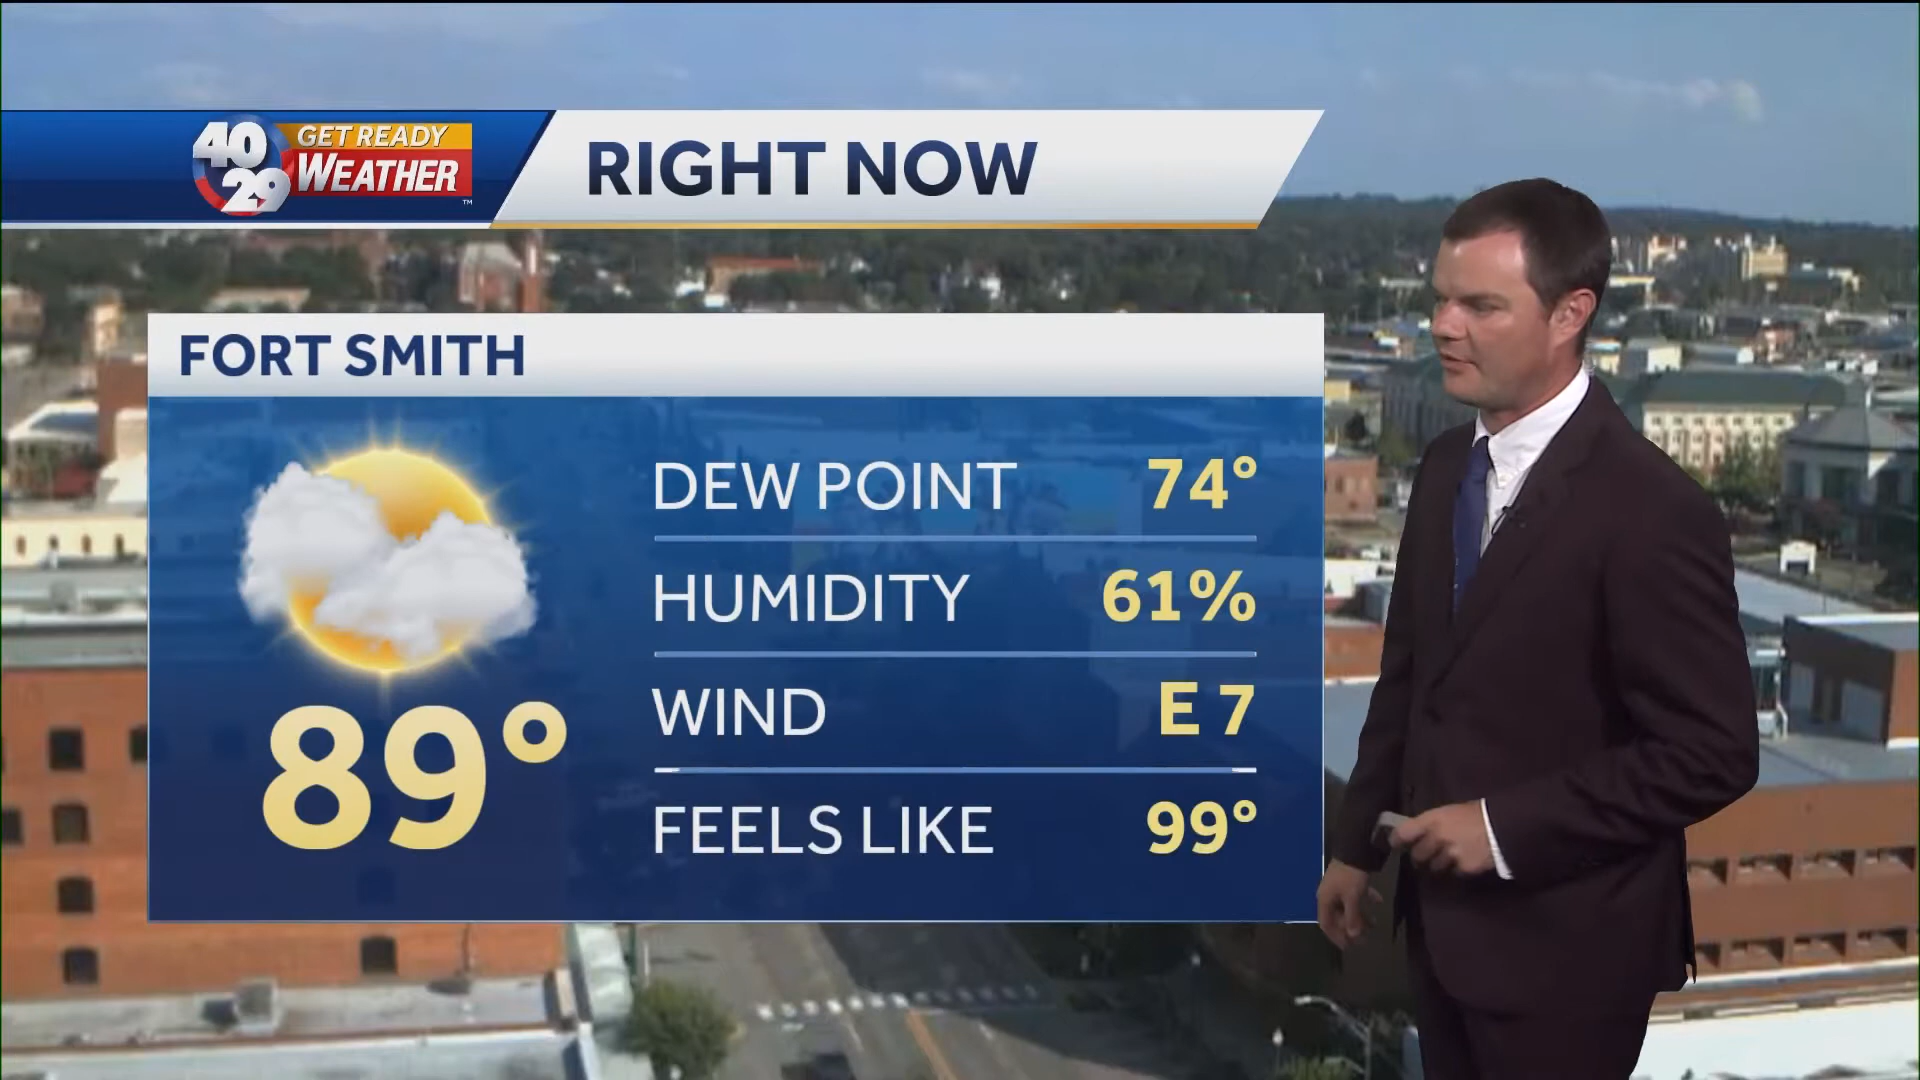 40
29
GET READY
WEATHER™
RIGHT NOW
FORT SMITH
89°
DEW POINT 74°
HUMIDITY 61%
WIND E 7
FEELS LIKE 99°